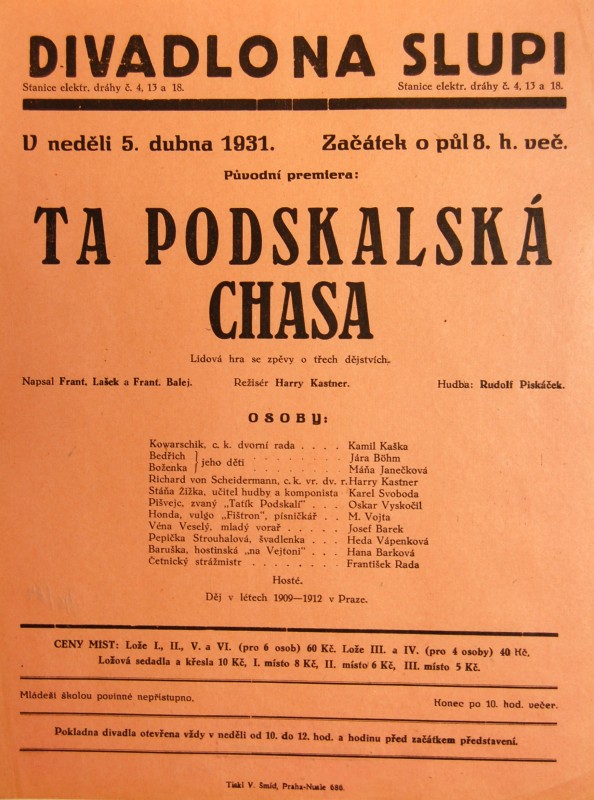 DIVADLO NA SLUPI
Stanice elektr. dráhy č. 4, 13 a 18. Stanice elektr. dráhy č. 4, 13 a 18.
V neděli 5. dubna 1931. Začátek o půl 8. h. več.
Původní premiera:
TA PODSKALSKÁ
CHASA
Lidová hra se zpěvy o třech dějstvích.
Napsal Frant. Lašek a Frant. Balej. Režisér Harry Kastner. Hudba: Rudolf Piskáček.
OSOBY:
Kowarschik, c. k. dvorní rada . . . . Kamil Kaška
Bedřich } jeho děti . . . . . . . . Jára Böhm
Boženka } jeho děti . . . . . . . . Máňa Janečková
Richard von Scheidermann, c. k. vr. dv. r. Harry Kastner
Stáňa Žižka, učitel hudby a komponista Karel Svoboda
Pišvejc, zvaný „Tatík Podskalí" . . . Oskar Vyskočil
Honda, vulgo „Fištron", písničkář . . M. Vojta
Véna Veselý, mladý vorař . . . . . Josef Barek
Pepička Strouhalová, švadlenka . . . Heda Vápenková
Baruška, hostinská „na Vejtoni" . . . Hana Barková
Četnický strážmistr . . . . . . . . František Rada
Hosté.
Děj v létech 1909—1912 v Praze.
CENY MÍST: Lože I., II., V. a VI. (pro 6 osob) 60 Kč. Lože III. a IV. (pro 4 osoby) 40 Kč.
Ložová sedadla a křesla 10 Kč, I. místo 8 Kč, II. místo 6 Kč, III. místo 5 Kč.
Mládeži školou povinné nepřístupno. Konec po 10. hod. večer.
Pokladna divadla otevřena vždy v neděli od 10. do 12. hod. a hodinu před začátkem představení.
Tiskl V. Šmíd, Praha-Nusle 686.